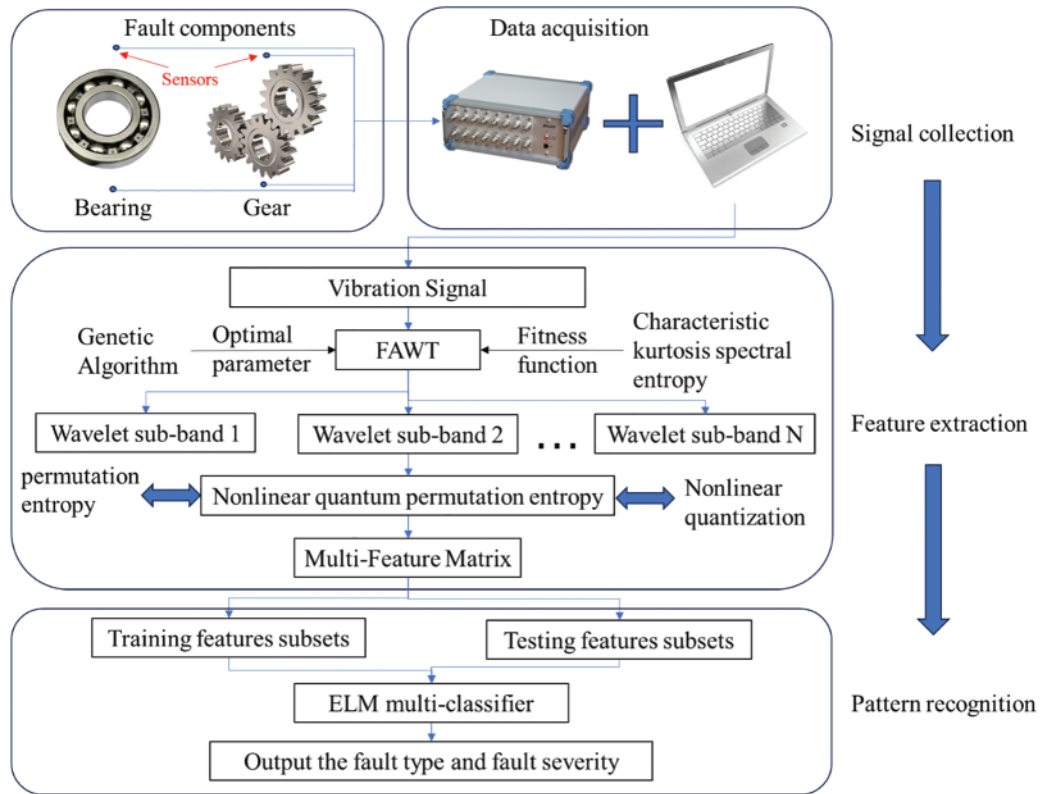 Fault components
Data acquisition
Sensors
Bearing
Gear
Signal collection
Vibration Signal
Genetic
Algorithm
Optimal
parameter
FAWT
Fitness
function
Characteristic
kurtosis spectral
entropy
Wavelet sub-band 1
Wavelet sub-band 2
...
Wavelet sub-band N
Feature extraction
permutation
entropy
Nonlinear quantum permutation entropy
Nonlinear
quantization
Multi-Feature Matrix
Training features subsets
Testing features subsets
ELM multi-classifier
Pattern recognition
Output the fault type and fault severity